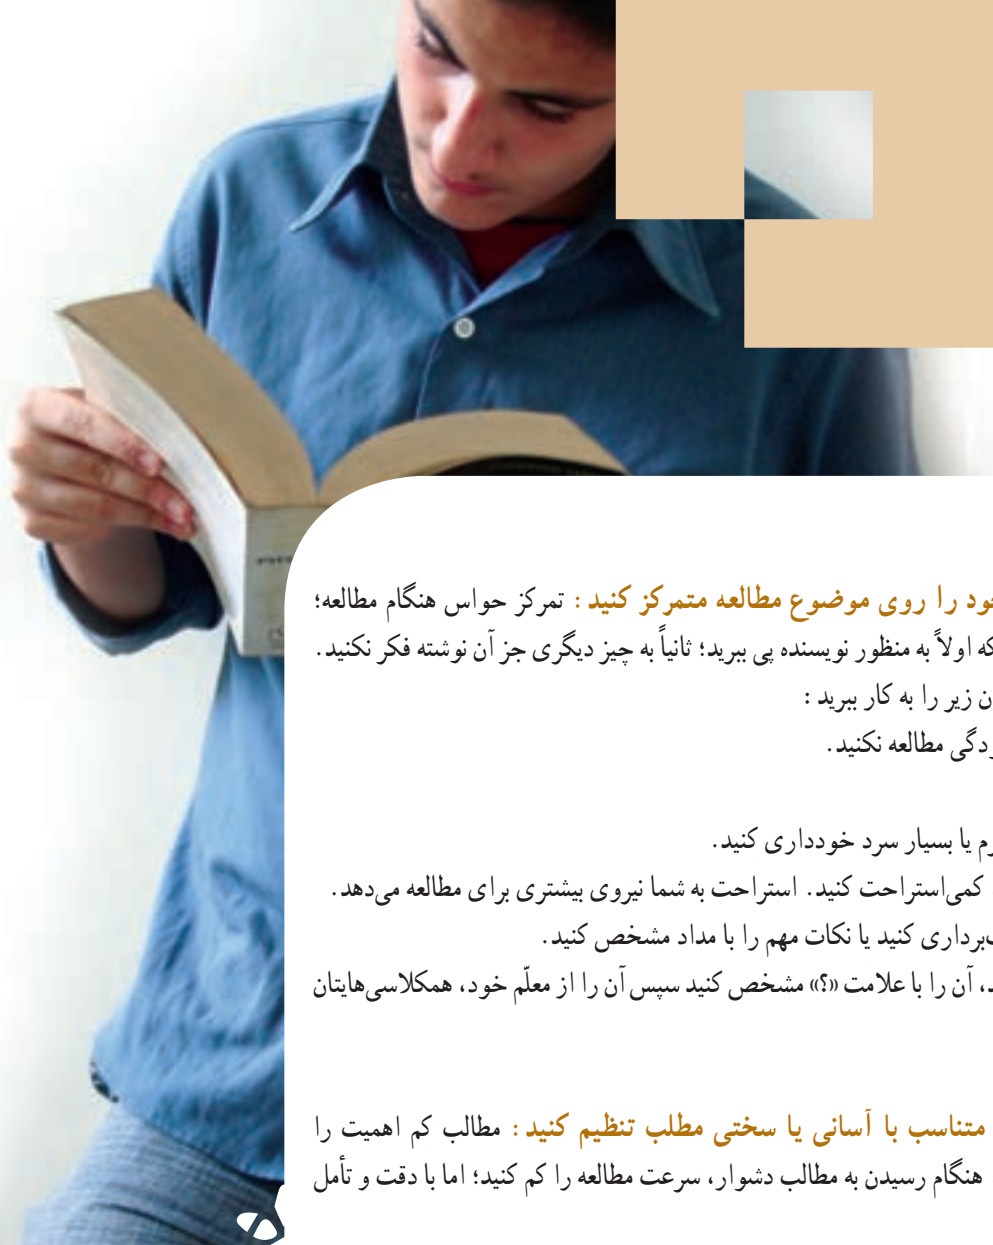 را روی موضوع مطالعه متمرکز کنید : تمرکز حواس هنگام مطالعه؛
که اولاً به منظور نویسنده پی ببرید؛ ثانیاً به چیز دیگری جز آن نوشته فکر نکنید.
زیر را به کار ببرید :
مطالعه نکنید.
یا بسیار سرد خودداری کنید.
کمی‌استراحت کنید. استراحت به شما نیروی بیشتری برای مطالعه می‌دهد.
کنید یا نکات مهم را با مداد مشخص کنید.
آن را با علامت «؟» مشخص کنید سپس آن را از معلّم خود، همکلاسی‌هایتان
متناسب با آسانی یا سختی مطلب تنظیم کنید : مطالب کم اهمیت را
هنگام رسیدن به مطالب دشوار، سرعت مطالعه را کم کنید؛ اما با دقت و تأمل